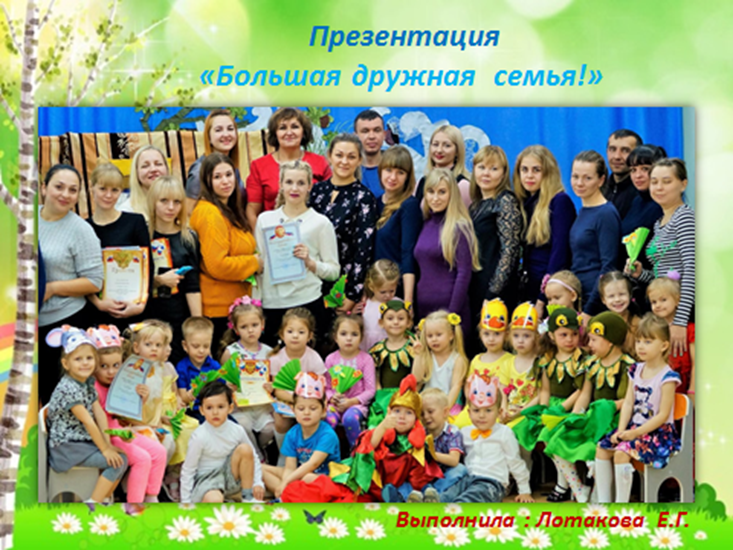 Презентация
«Большая дружная семья!»
Выполнила : Лотакова Е.Г.